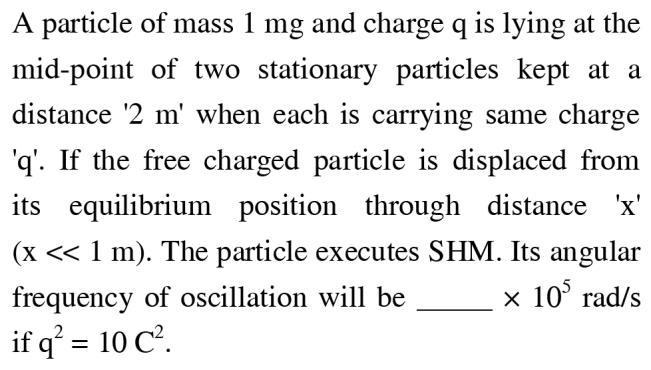 A particle of mass 1 mg and charge q is lying at the
mid-point of two stationary particles kept at a
distance '2 m' when each is carrying same charge
'q'. If the free charged particle is displaced from
its equilibrium position through distance 'x'
(x << 1 m). The particle executes SHM. Its angular
frequency of oscillation will be _____ × 10⁵ rad/s
if q² = 10 C².